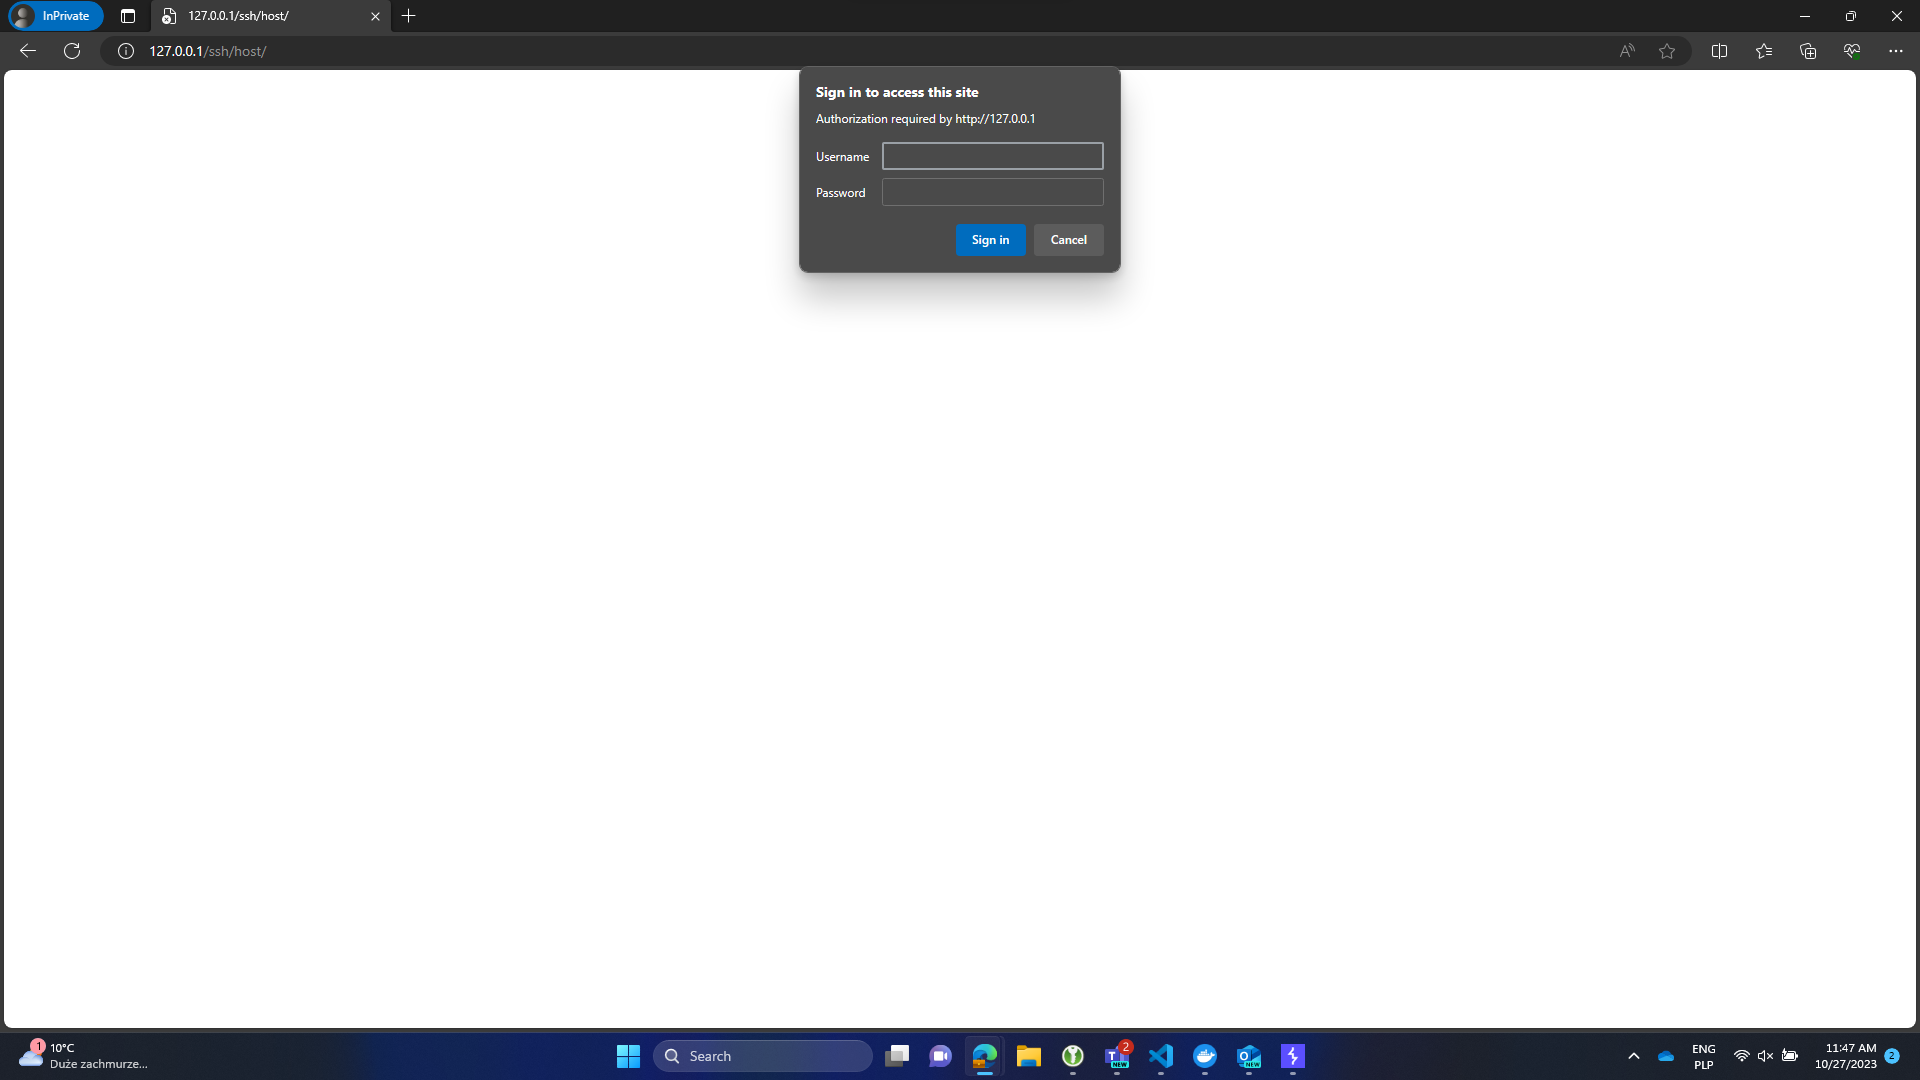 InPrivate
127.0.0.1/ssh/host/
127.0.0.1/ssh/host/
Sign in to access this site
Authorization required by http://127.0.0.1
Username
Password
Sign in
Cancel
1
10°C
Duże zachmurze...
Search
T
NEW
2
O
NEW
ENG
PLP
11:47 AM
10/27/2023
2